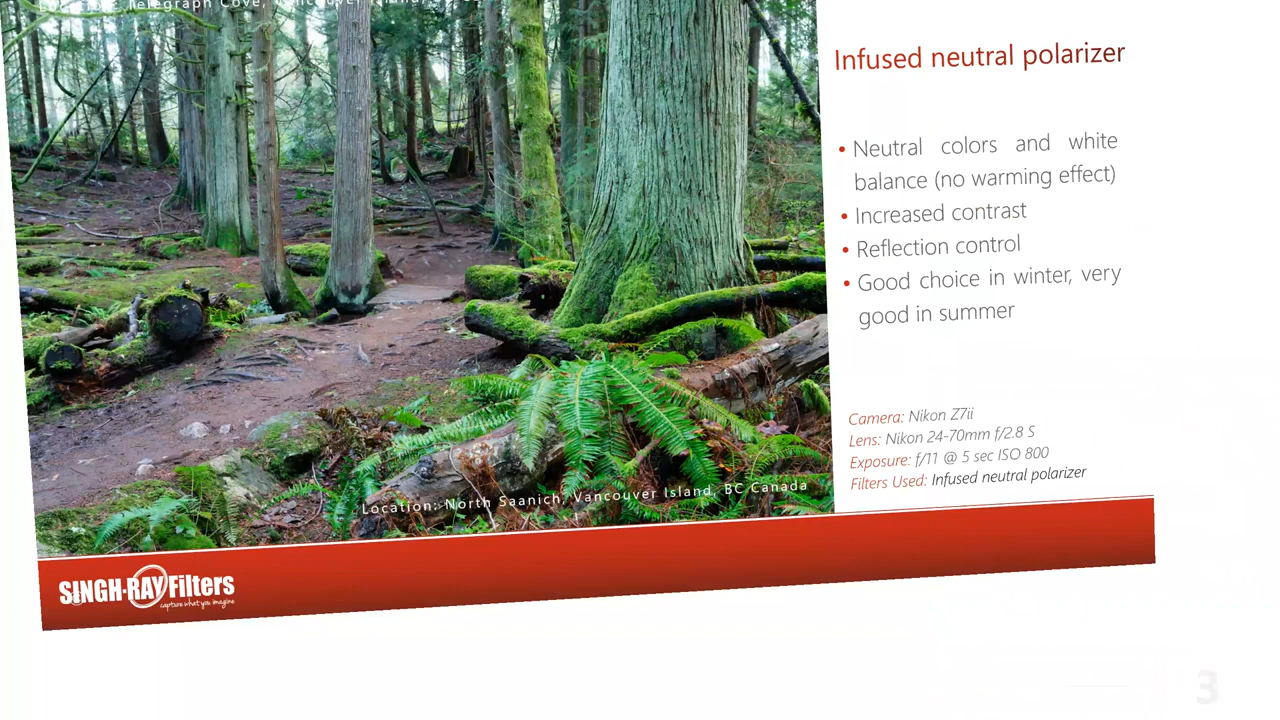 Telegraph Cove, Vancouver Island,
Infused neutral polarizer
• Neutral colors and white
balance (no warming effect)
• Increased contrast
• Reflection control
• Good choice in winter, very
good in summer
Camera: Nikon Z7ii
Lens: Nikon 24-70mm f/2.8 S
Exposure: f/11 @ 5 sec ISO 800
Filters Used: Infused neutral polarizer
Location: North Saanich, Vancouver Island, BC Canada
SINGH-RAY Filters
capture what you imagine
3